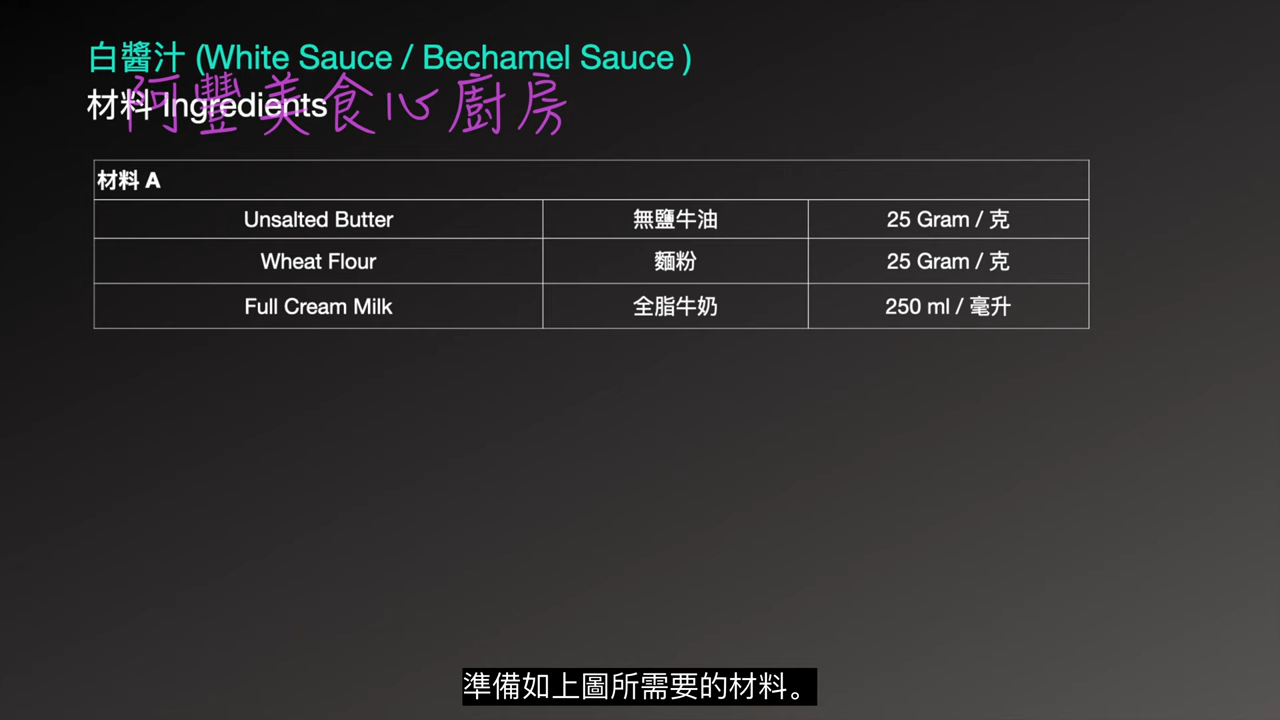 白醬汁 (White Sauce / Bechamel Sauce )
材料 Ingredients
阿豐美食心廚房
材料 A
Unsalted Butter 無鹽牛油 25 Gram / 克
Wheat Flour 麵粉 25 Gram / 克
Full Cream Milk 全脂牛奶 250 ml / 毫升
準備如上圖所需要的材料。